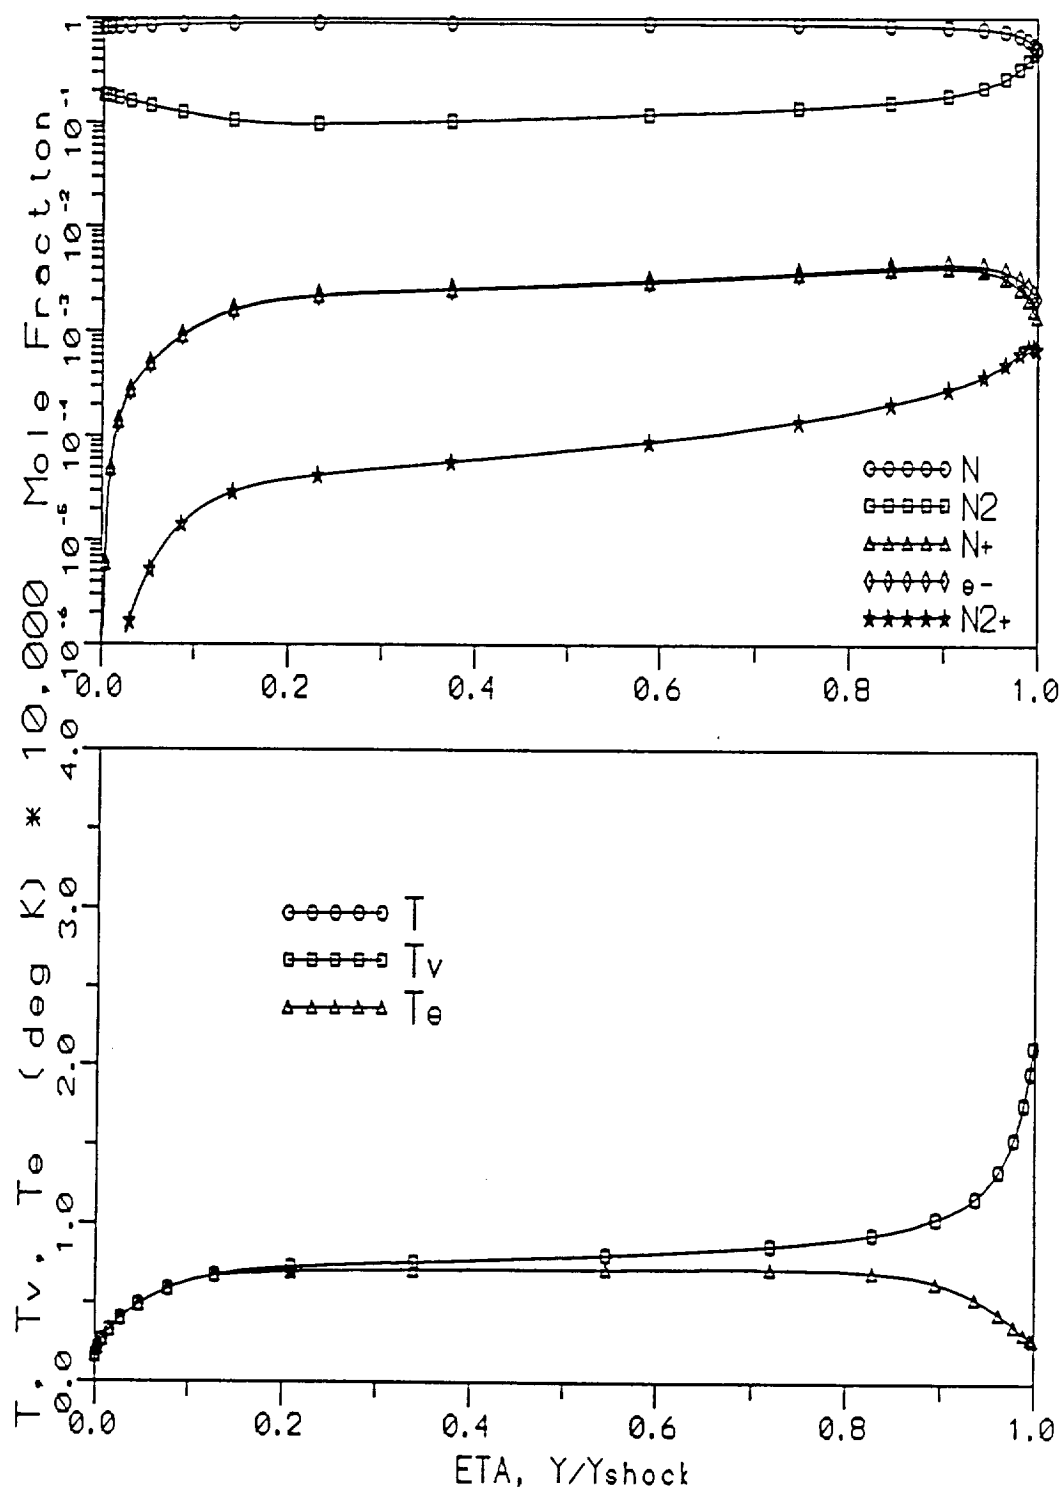 Mole Fraction
1
10-1
10-2
10-3
10-4
10-5
10-6
N
N2
N+
e-
N2+
0.0 0.2 0.4 0.6 0.8 1.0
T, Tv, Te (deg K) * 10,000
4.0
3.0
2.0
1.0
0.0
T
Tv
Te
0.0 0.2 0.4 0.6 0.8 1.0
ETA, Y/Yshock